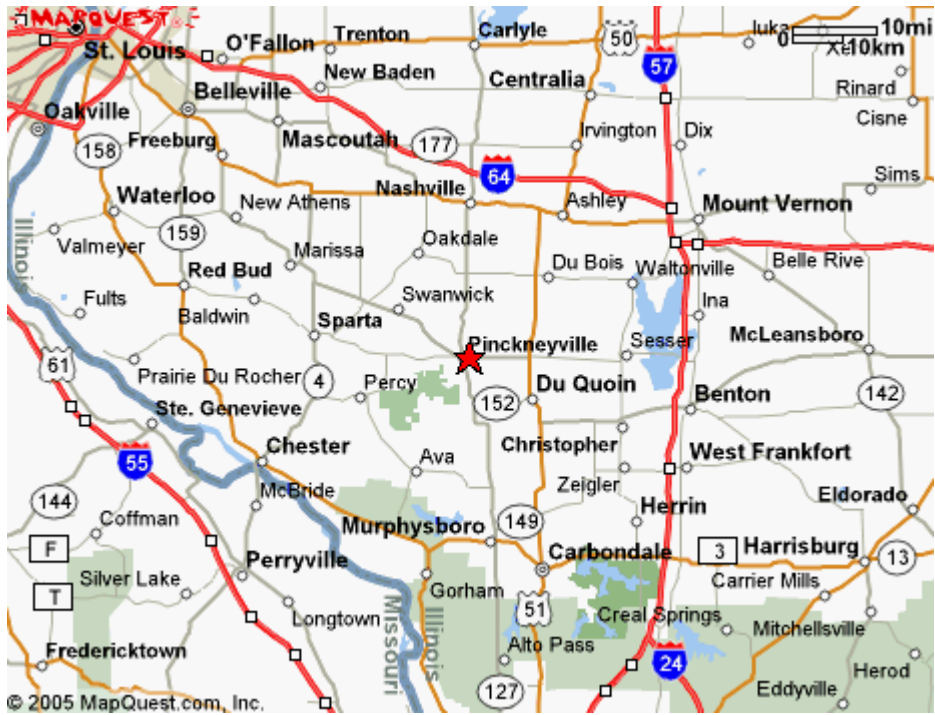 MARQUEST
St. Louis
O'Fallon
Trenton
Carlyle
50
57
Iuka
10mi
0
10km
New Baden
Centralia
Rinard
Cisne
Oakville
Belleville
158
Freeburg
Mascoutah
177
Irvington
Dix
64
Waterloo
New Athens
Nashville
Ashley
Mount Vernon
Sims
Illinois
Valmeyer
159
Marissa
Oakdale
Du Bois
Waltonville
Belle Rive
Red Bud
Fults
Baldwin
Sparta
Swanwick
Ina
McLeansboro
61
Prairie Du Rocher
4
Percy
Pinckneyville
Sesser
152
Du Quoin
Benton
142
Ste. Genevieve
Chester
Ava
Christopher
West Frankfort
55
Zeigler
144
McBride
Coffman
Murphysboro
149
Herrin
Eldorado
F
Perryville
Carbondale
3
Harrisburg
13
T
Silver Lake
Longtown
Gorham
51
Carrier Mills
Creal Springs
Mitchellsville
Missouri
Illinois
Alto Pass
Fredericktown
24
Herod
127
Eddyville
© 2005 MapQuest.com, Inc.